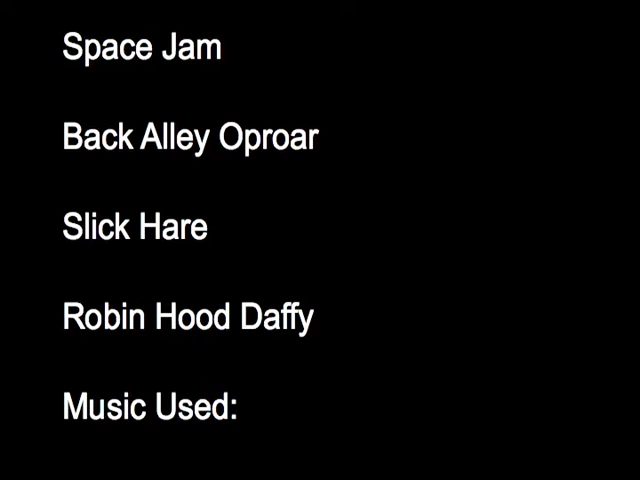 Space Jam
Back Alley Oproar
Slick Hare
Robin Hood Daffy
Music Used: